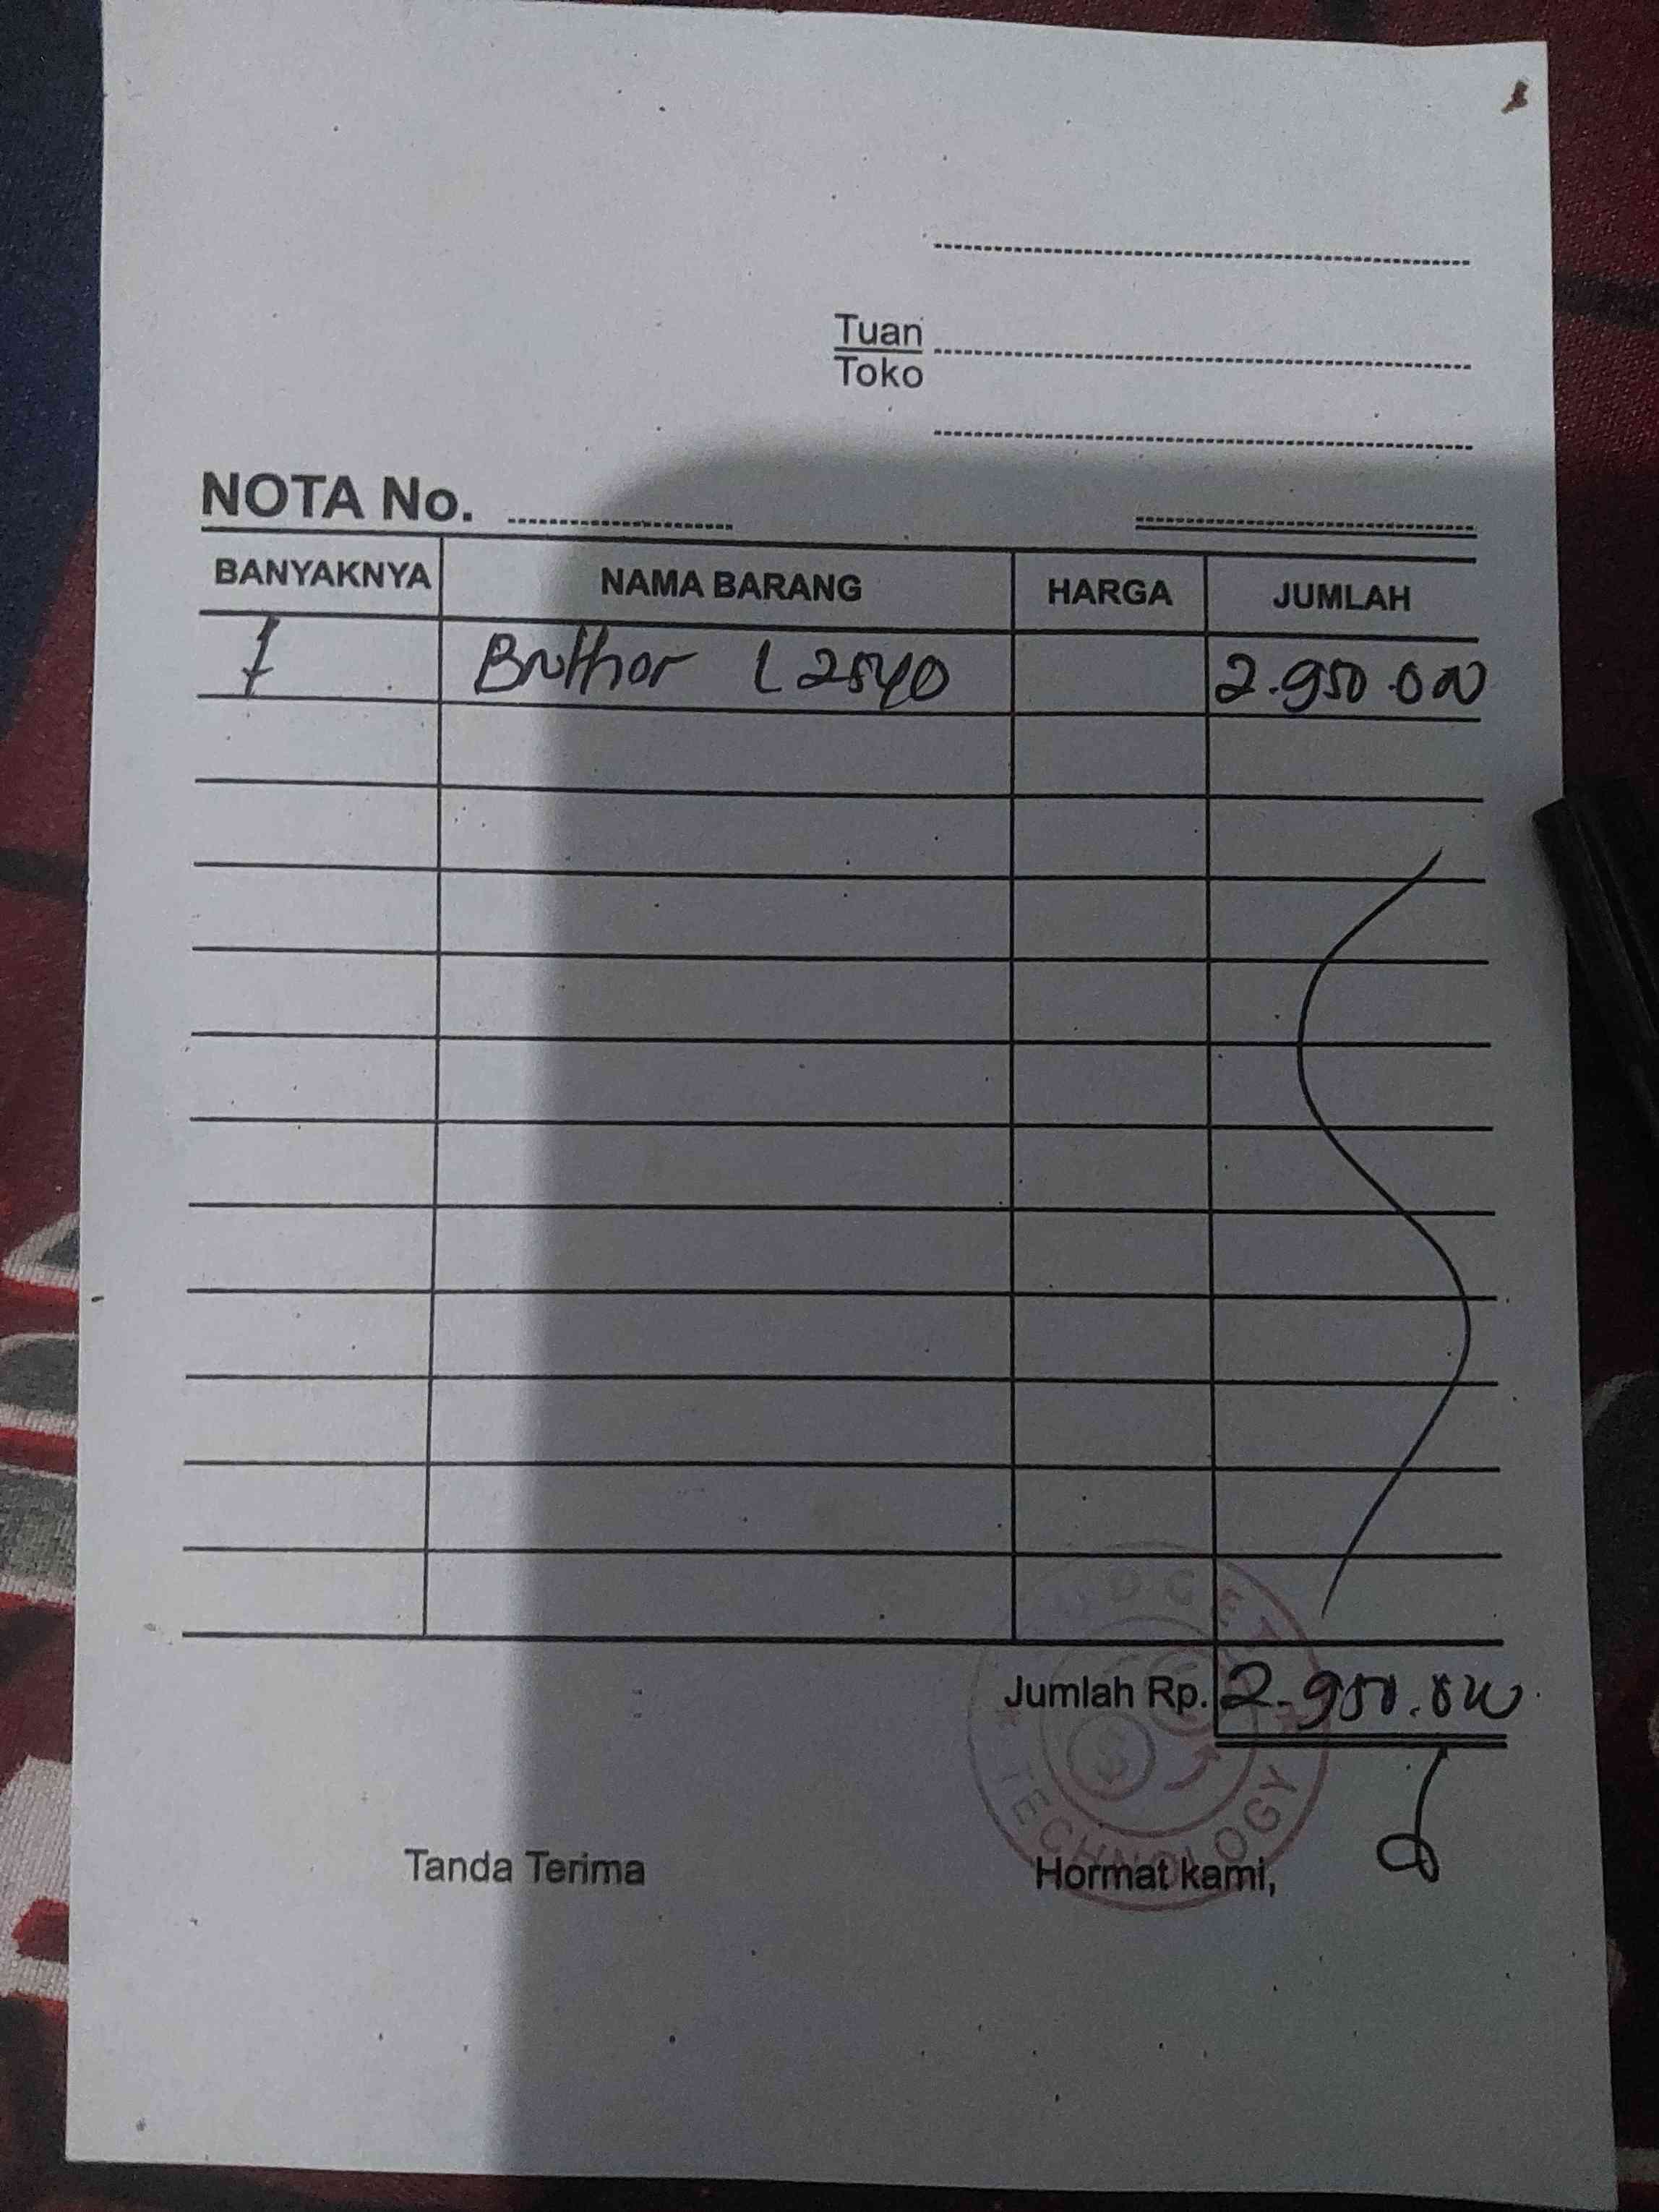 Tuan
Toko
NOTA No.
BANYAKNYA NAMA BARANG HARGA JUMLAH
1 Brother L2540 2.950.000
Jumlah Rp. 2.950.000
Tanda Terima
Hormat kami,
TECHNOLOGY